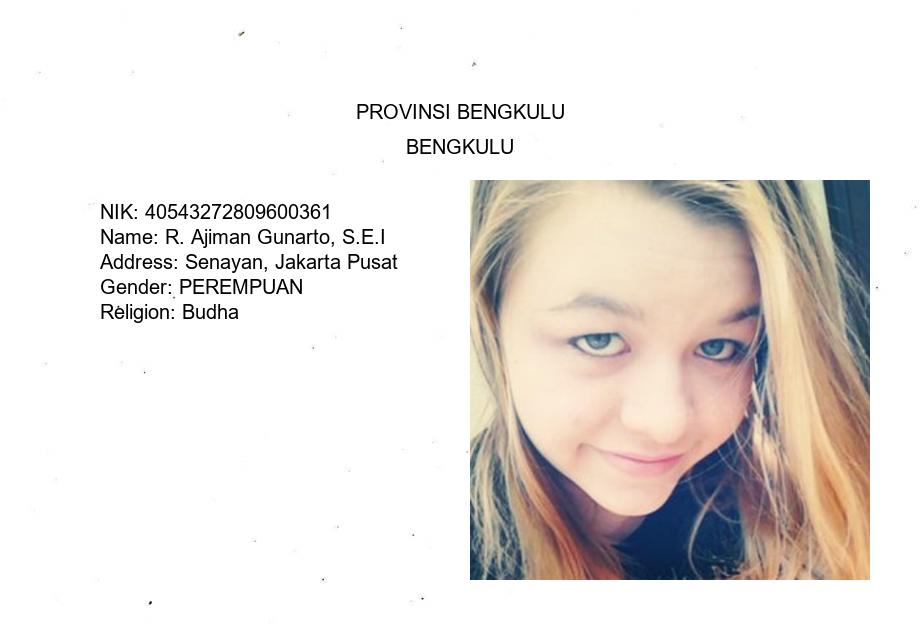 PROVINSI BENGKULU
BENGKULU
NIK: 40543272809600361
Name: R. Ajiman Gunarto, S.E.I
Address: Senayan, Jakarta Pusat
Gender: PEREMPUAN
Religion: Budha